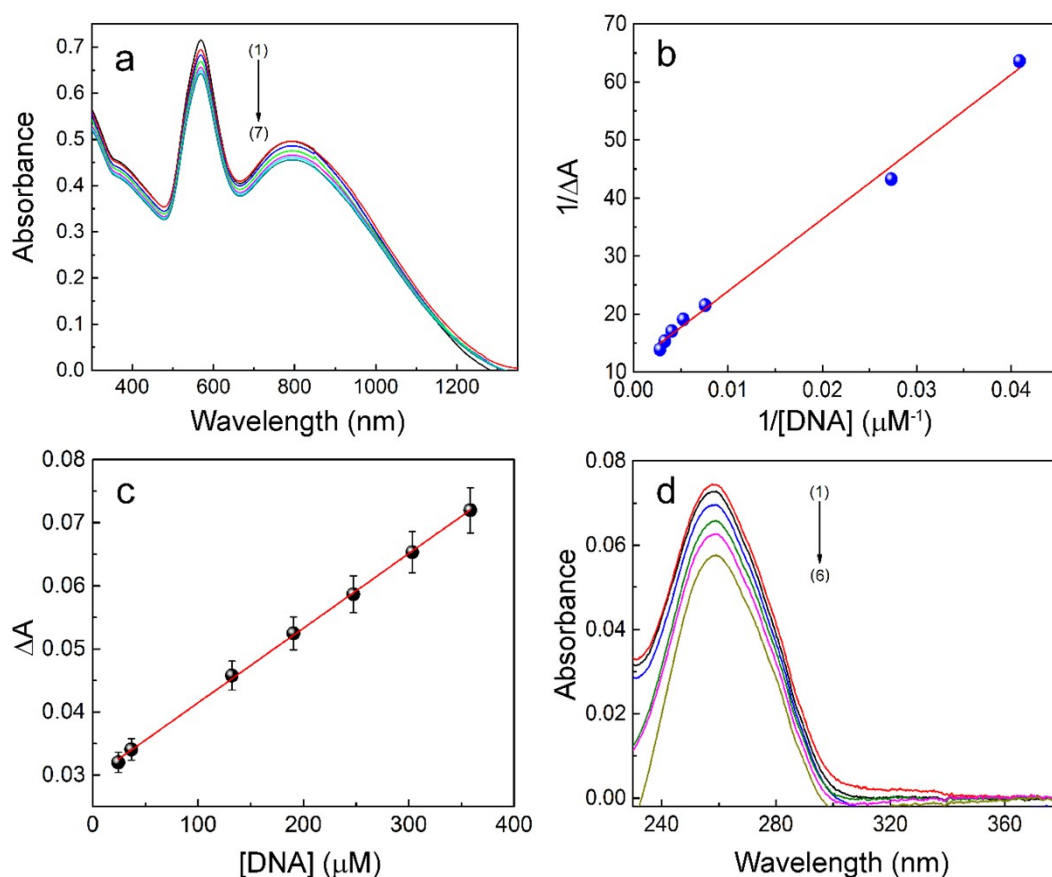 a
(1)
(7)
Absorbance
0.7
0.6
0.5
0.4
0.3
0.2
0.1
0.0
400 600 800 1000 1200
Wavelength (nm)
b
1/ΔA
70
60
50
40
30
20
10
0.00 0.01 0.02 0.03 0.04
1/[DNA] (μM⁻¹)
c
ΔA
0.08
0.07
0.06
0.05
0.04
0.03
0 100 200 300 400
[DNA] (μM)
d
(1)
(6)
Absorbance
0.08
0.06
0.04
0.02
0.00
240 280 320 360
Wavelength (nm)